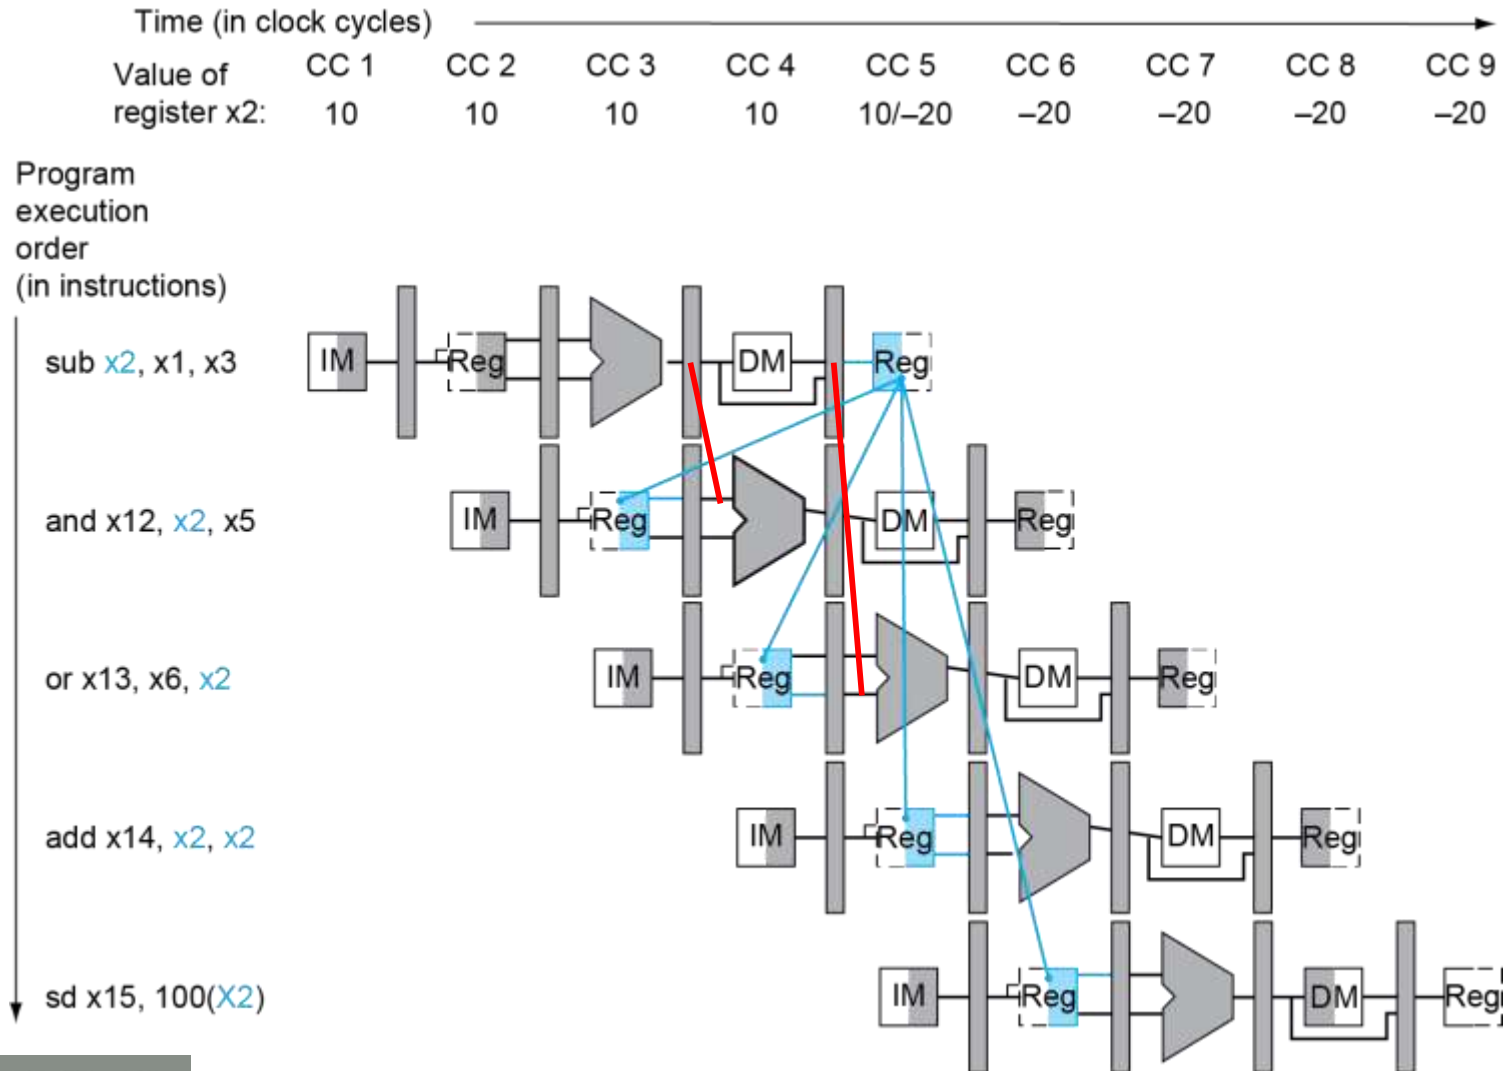 Time (in clock cycles)
Value of register x2:
CC 1 CC 2 CC 3 CC 4 CC 5 CC 6 CC 7 CC 8 CC 9
10 10 10 10 10/–20 –20 –20 –20 –20
Program
execution
order
(in instructions)
sub x2, x1, x3
IM Reg DM Reg
and x12, x2, x5
IM Reg DM Reg
or x13, x6, x2
IM Reg DM Reg
add x14, x2, x2
IM Reg DM Reg
sd x15, 100(X2)
IM Reg DM Reg